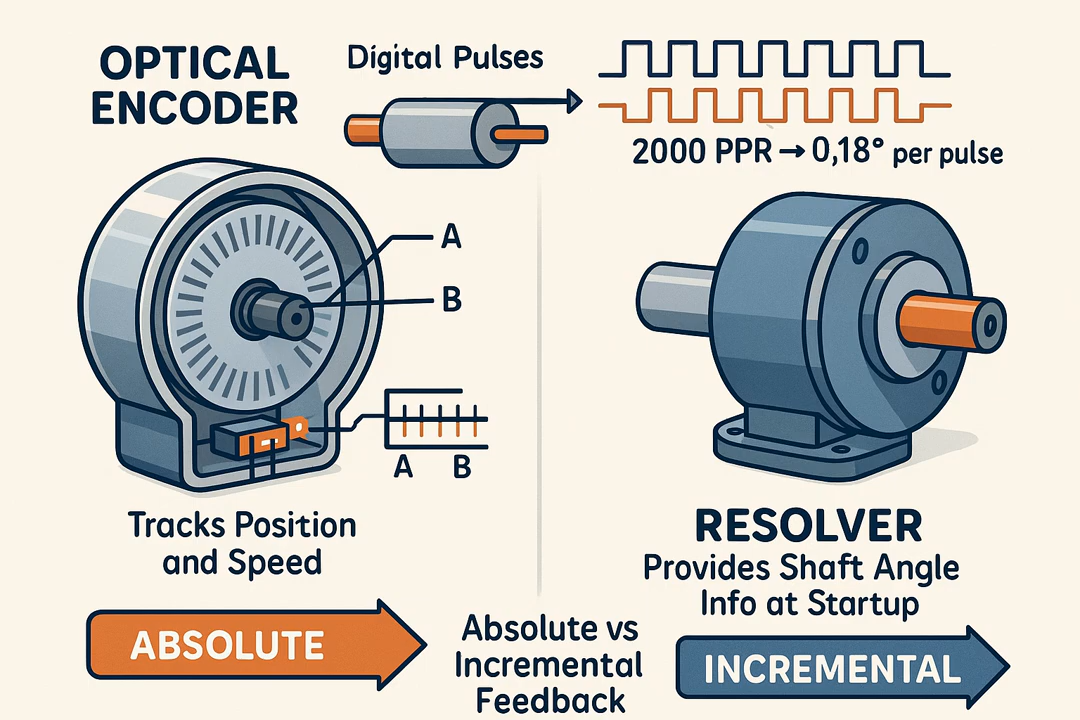 OPTICAL
ENCODER
Digital Pulses
2000 PPR → 0,18° per pulse
A
B
A B
Tracks Position
and Speed
ABSOLUTE
RESOLVER
Provides Shaft Angle
Info at Startup
Absolute vs
Incremental
Feedback
INCREMENTAL